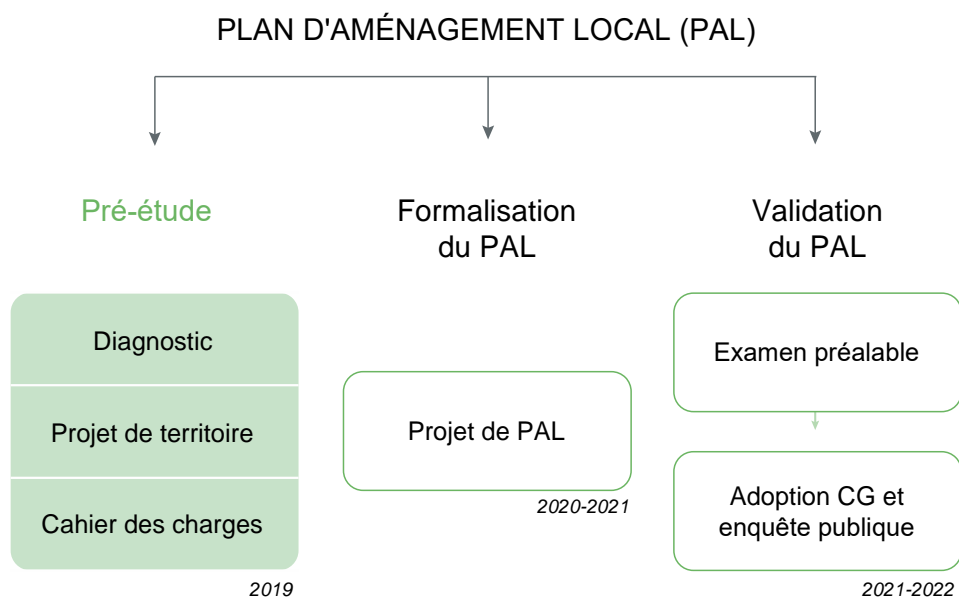 PLAN D'AMÉNAGEMENT LOCAL (PAL)
Pré-étude
Diagnostic
Projet de territoire
Cahier des charges
2019
Formalisation
du PAL
Projet de PAL
2020-2021
Validation
du PAL
Examen préalable
Adoption CG et
enquête publique
2021-2022